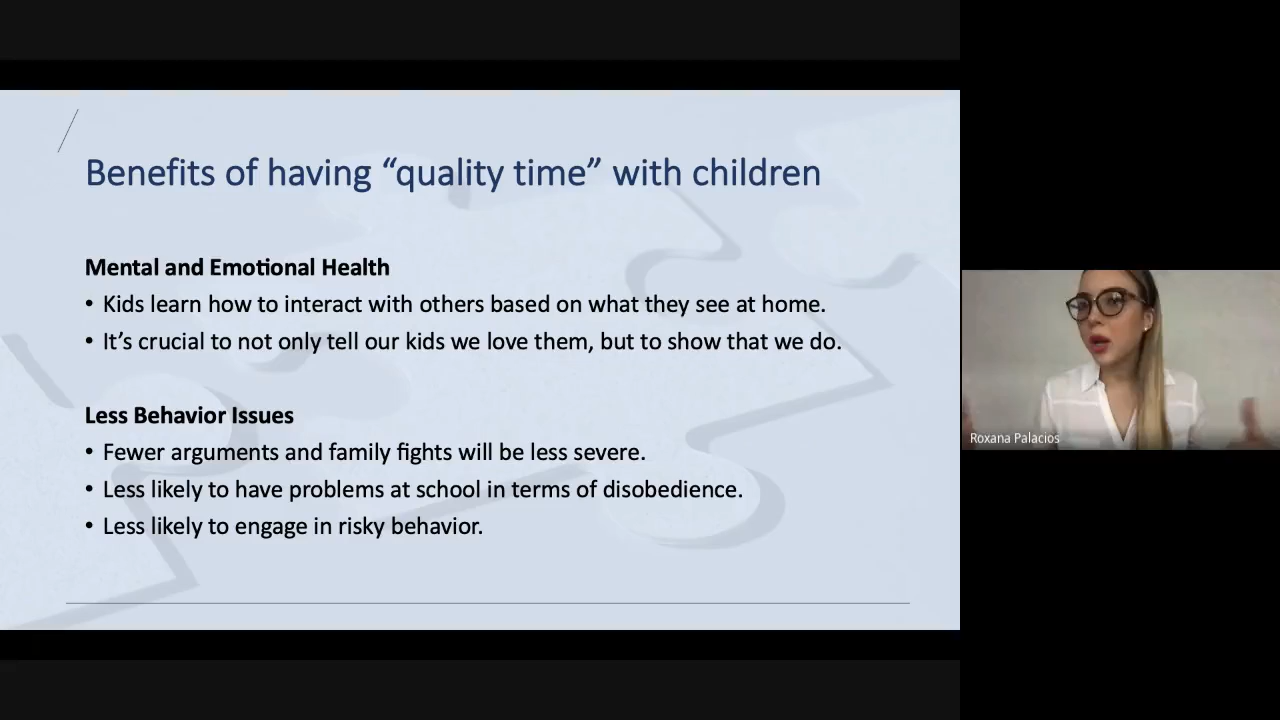 Benefits of having “quality time” with children
Mental and Emotional Health
• Kids learn how to interact with others based on what they see at home.
• It’s crucial to not only tell our kids we love them, but to show that we do.
Less Behavior Issues
• Fewer arguments and family fights will be less severe.
• Less likely to have problems at school in terms of disobedience.
• Less likely to engage in risky behavior.
Roxana Palacios